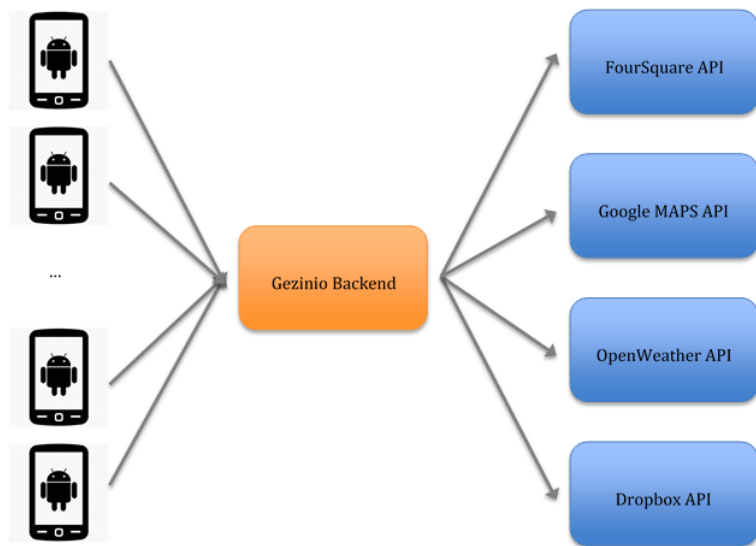 FourSquare API
Google MAPS API
...
Gezinio Backend
OpenWeather API
Dropbox API